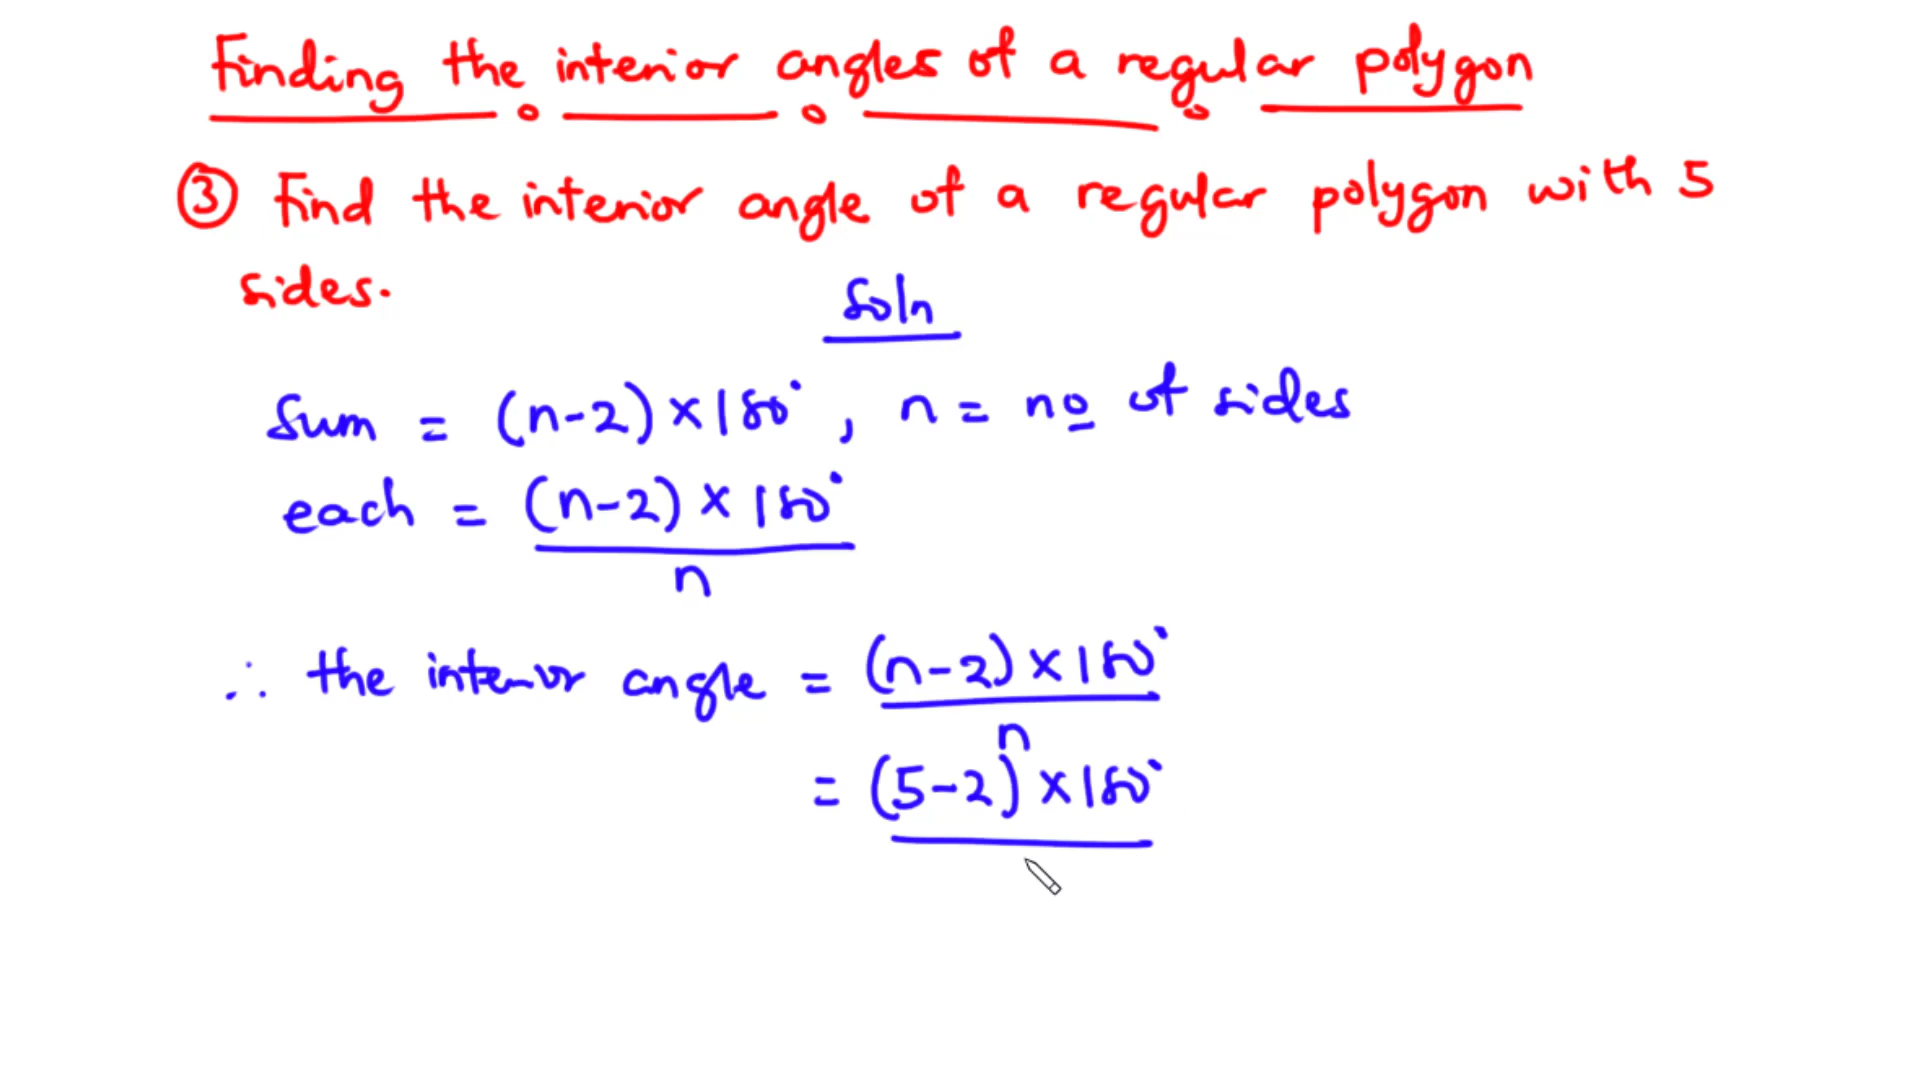 Finding the interior angles of a regular polygon
③ Find the interior angle of a regular polygon with 5
sides.
soln
Sum = (n-2) × 180°, n = no of sides
each = (n-2) × 180°
n
∴ the interior angle = (n-2) × 180°
n
= (5-2) × 180°